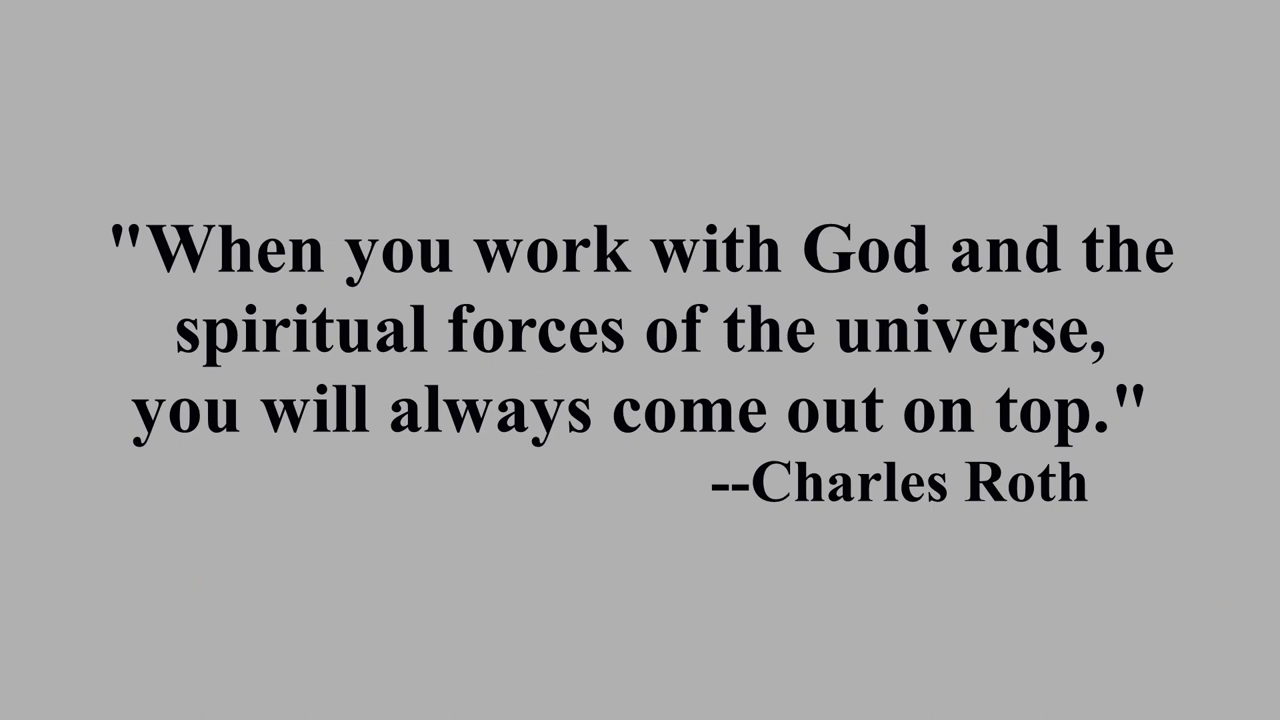 "When you work with God and the
spiritual forces of the universe,
you will always come out on top."
--Charles Roth